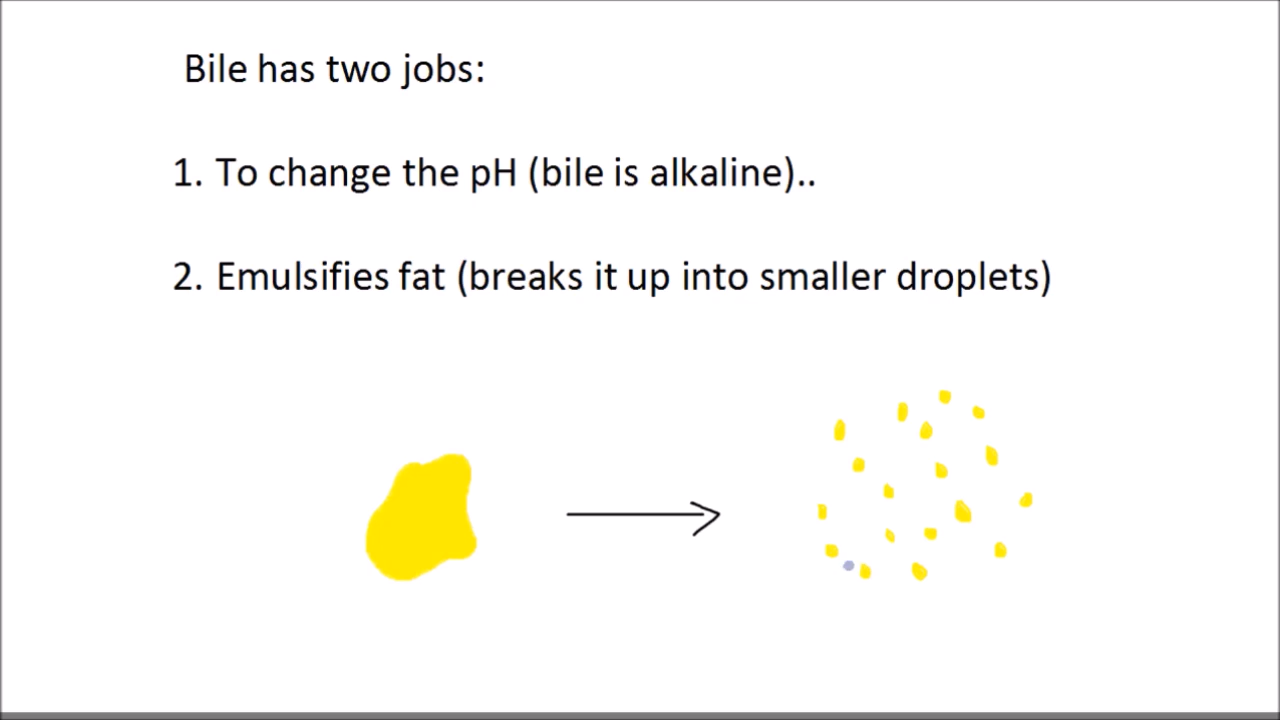 Bile has two jobs:
1. To change the pH (bile is alkaline)..
2. Emulsifies fat (breaks it up into smaller droplets)